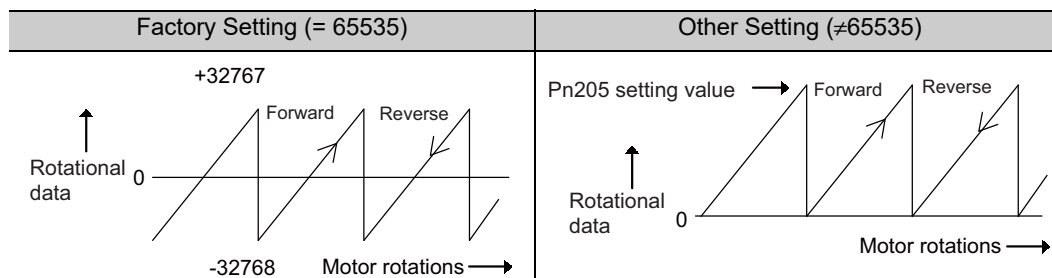 Factory Setting (= 65535)
Other Setting (≠65535)
+32767
Forward
Reverse
Rotational
data
0
-32768
Motor rotations
Pn205 setting value
Forward
Reverse
Rotational
data
0
Motor rotations